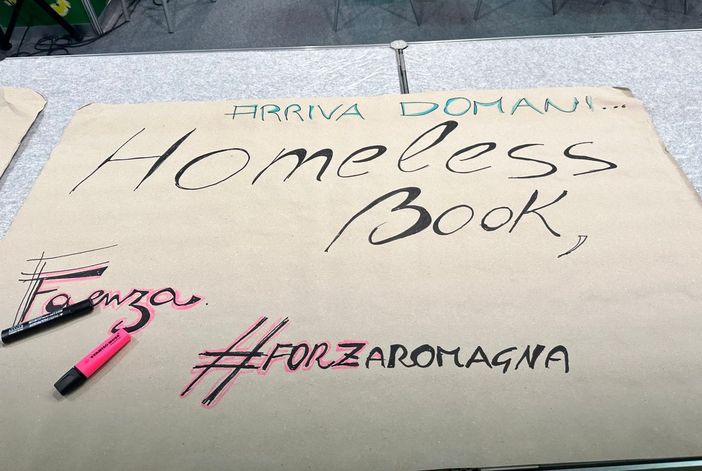 ARRIVA DOMANI...
Homeless
Book,
Faenza.
#FORZAROMAGNA